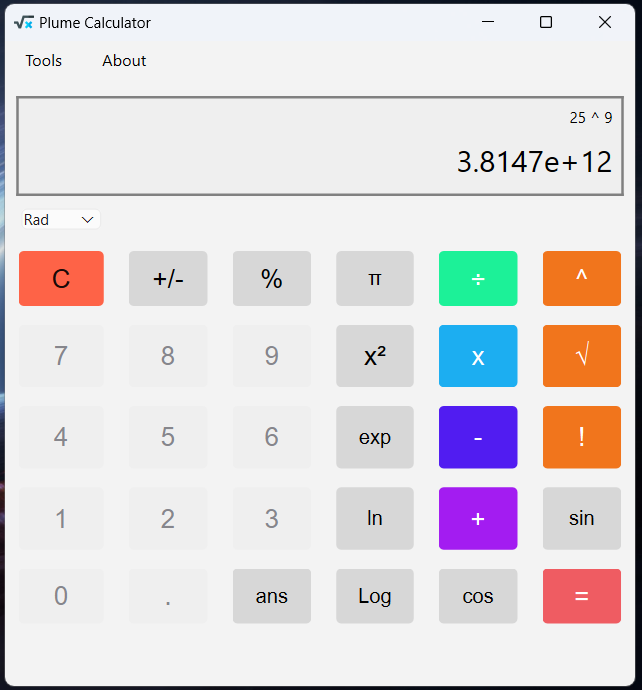 Plume Calculator
Tools About
25 ^ 9
3.8147e+12
Rad
C +/- % π ÷ ^
7 8 9 x² x √
4 5 6 exp - !
1 2 3 ln + sin
0 . ans Log cos =